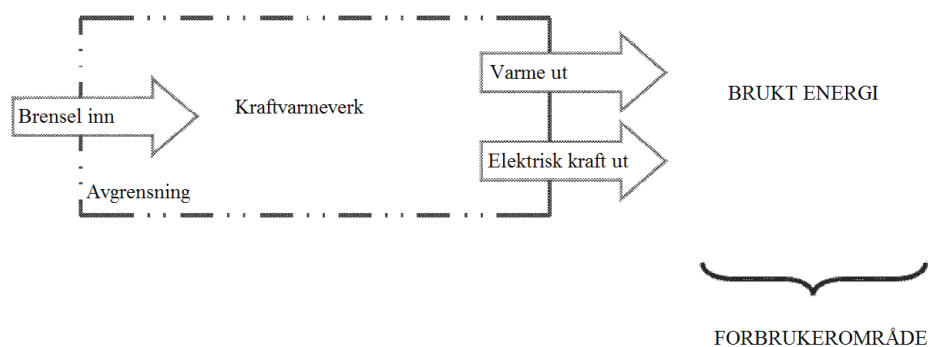 Varme ut
BRUKT ENERGI
Brensel inn
Kraftvarmeverk
Elektrisk kraft ut
Avgrensning
FORBRUKEROMRÅDE